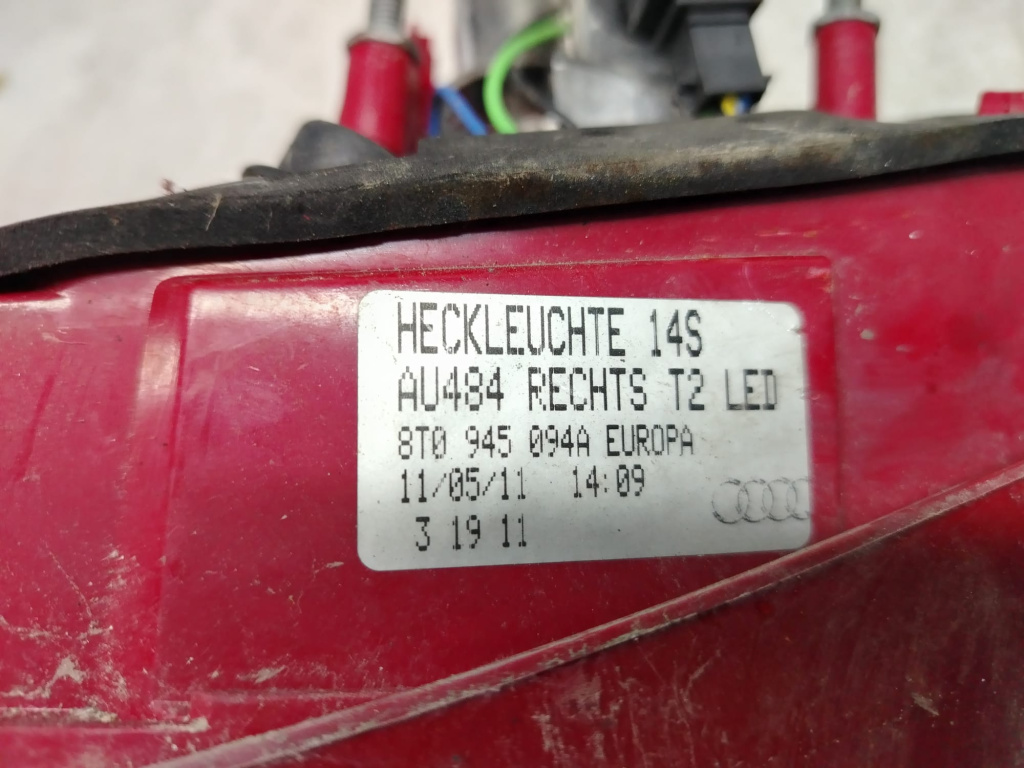 HECKLEUCHTE 14S
AU484 RECHTS T2 LED
8T0 945 094A EUROPA
11/05/11 14:09
3 19 11